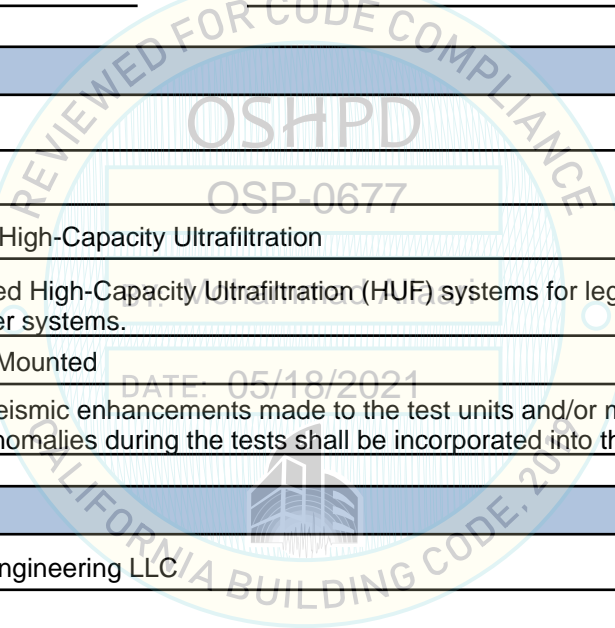 REVIEWED FOR CODE COMPLIANCE
OSHPD
OSP-0677
High-Capacity Ultrafiltration
ed High-Capacity Ultrafiltration (HUF) systems for leg
er systems.
Mounted
DATE: 05/18/2021
eismic enhancements made to the test units and/or m
nomalies during the tests shall be incorporated into th
ngineering LLC
CALIFORNIA BUILDING CODE, 2019